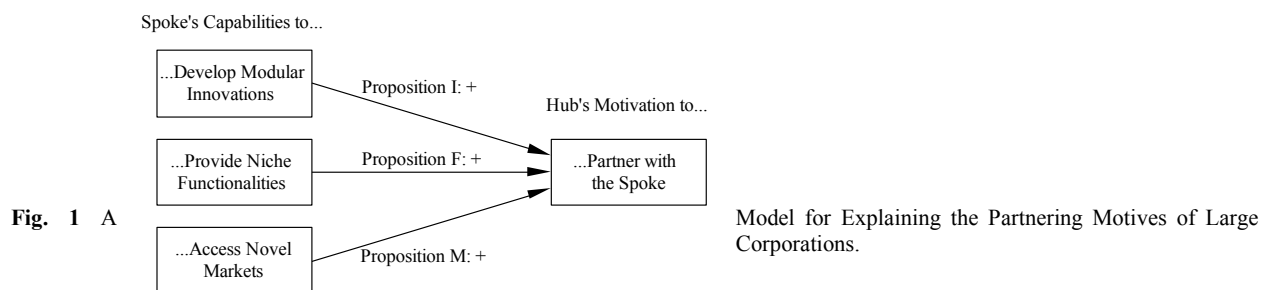 Spoke's Capabilities to...
...Develop Modular
Innovations
Proposition I: +
Hub's Motivation to...
...Provide Niche
Functionalities
Proposition F: +
...Partner with
the Spoke
...Access Novel
Markets
Proposition M: +
Fig. 1 A Model for Explaining the Partnering Motives of Large
Corporations.